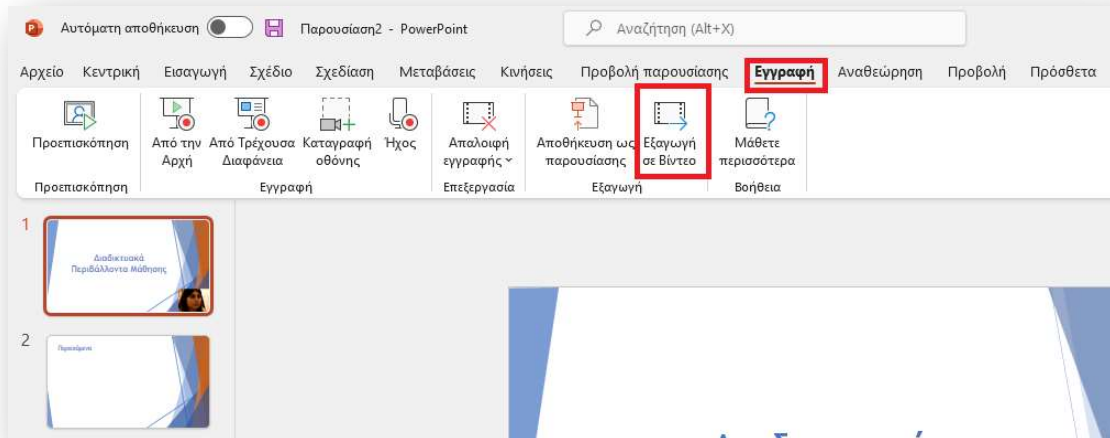 Αυτόματη αποθήκευση Παρουσίαση2 - PowerPoint Αναζήτηση (Alt+X)
Αρχείο Κεντρική Εισαγωγή Σχέδιο Σχεδίαση Μεταβάσεις Κινήσεις Προβολή παρουσίασης Εγγραφή Αναθεώρηση Προβολή Πρόσθετα
Προεπισκόπηση Από την Από Τρέχουσα Καταγραφή Ήχος Απαλοιφή Αποθήκευση ως Εξαγωγή Μάθετε
Αρχή Διαφάνεια οθόνης εγγραφής παρουσίασης σε Βίντεο περισσότερα
Προεπισκόπηση Εγγραφή Επεξεργασία Εξαγωγή Βοήθεια
1
Διαδικτυακά
Περιβάλλοντα Μάθησης
2
Περιεχόμενα